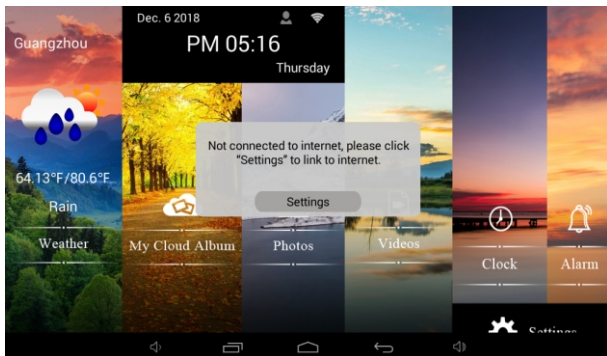 Guangzhou
64.13°F/80.6°F
Rain
Weather
Dec. 6 2018
PM 05:16
Thursday
Not connected to internet, please click
"Settings" to link to internet.
Settings
My Cloud Album
Photos
Videos
Clock
Alarm
Settings